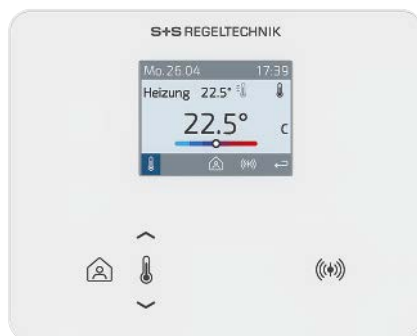 S+S REGELTECHNIK
Mo.26.04 17:39
Heizung 22.5°
22.5° C